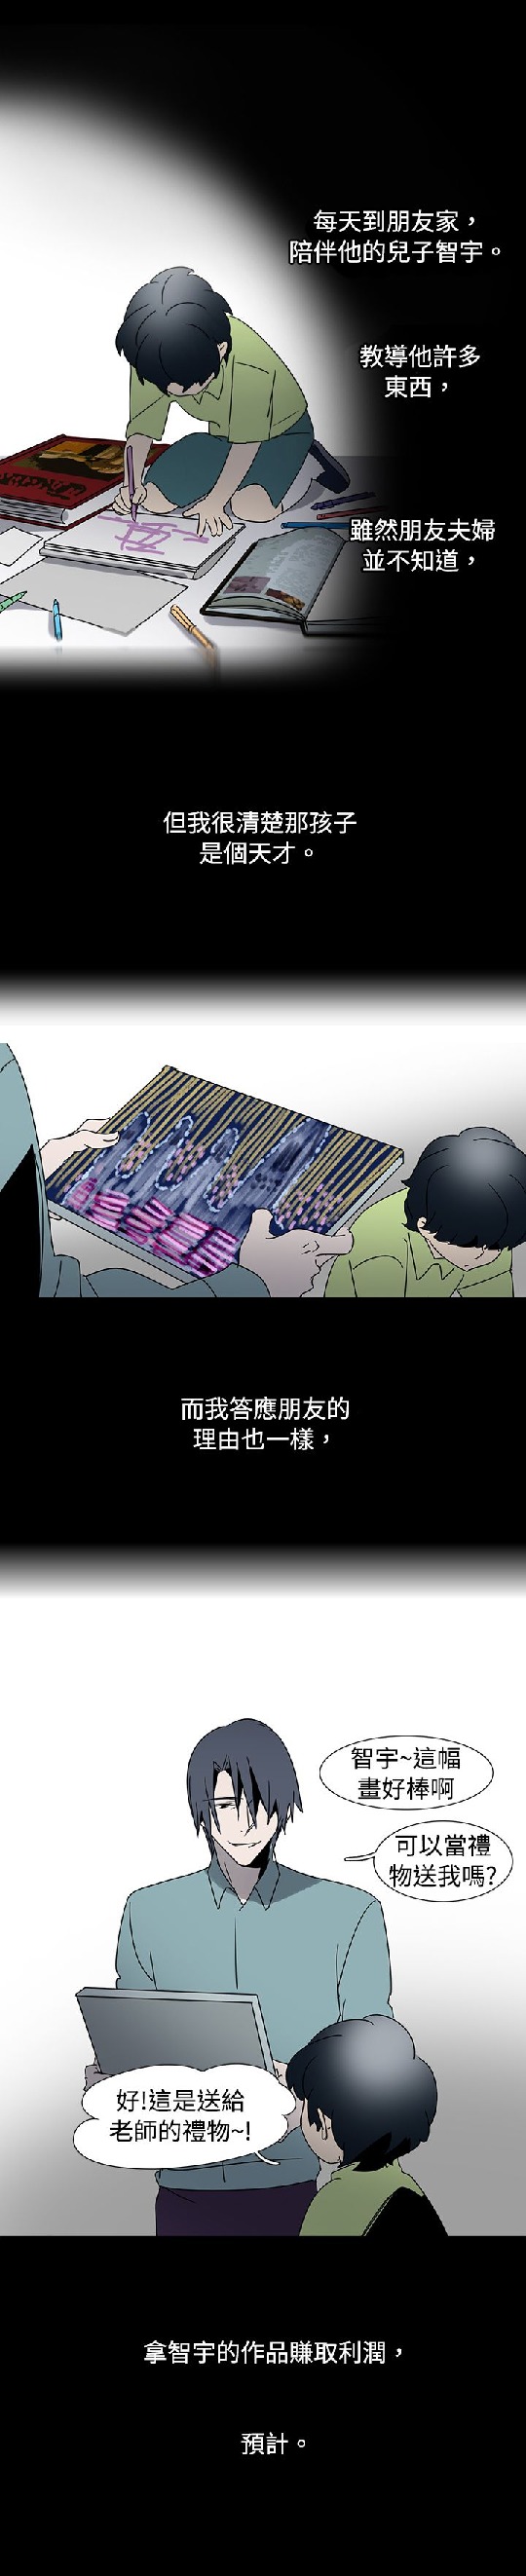 每天到朋友家，
陪伴他的兒子智宇。
教導他許多
東西，
雖然朋友夫婦
並不知道，
但我很清楚那孩子
是個天才。
而我答應朋友的
理由也一樣，
智宇~這幅
畫好棒啊
可以當禮
物送我嗎?
好!這是送給
老師的禮物~!
拿智宇的作品賺取利潤，
預計。